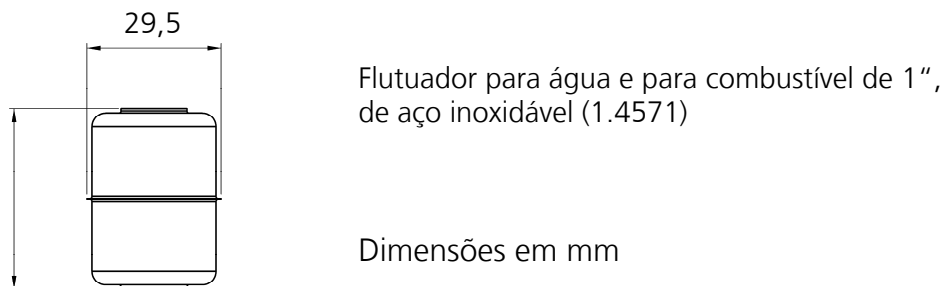 29,5
Flutuador para água e para combustível de 1“,
de aço inoxidável (1.4571)
Dimensões em mm